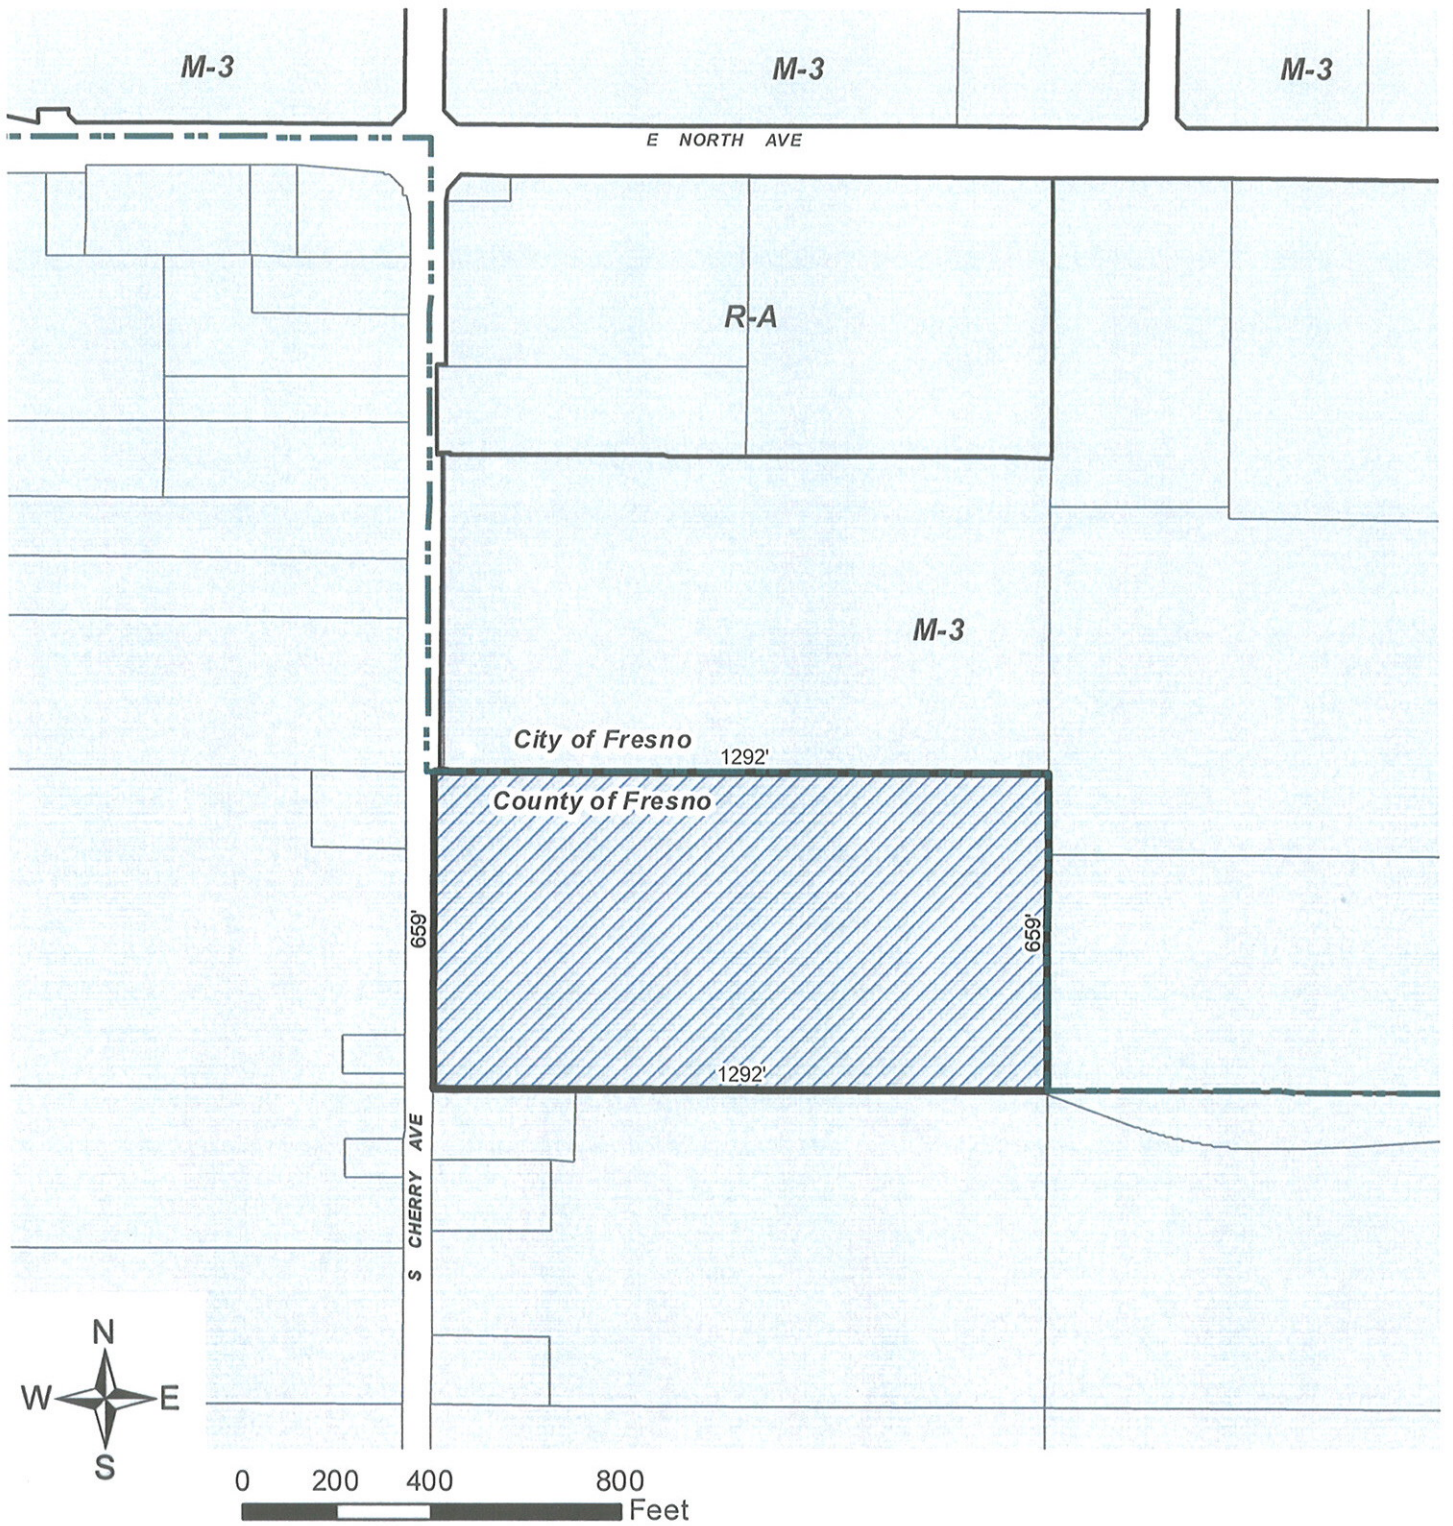 M-3
M-3
M-3
E NORTH AVE
R-A
M-3
City of Fresno
1292'
County of Fresno
659'
659'
1292'
S CHERRY AVE
N
W
E
S
0 200 400 800
Feet